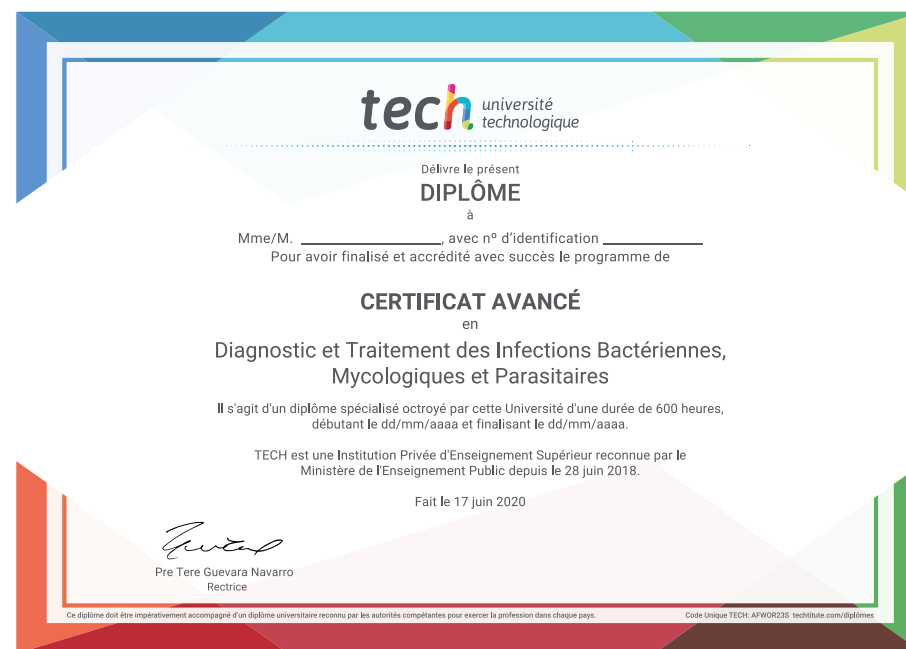 tech université
technologique
Délivre le présent
DIPLÔME
à
Mme/M. ____________________, avec nº d'identification ______________
Pour avoir finalisé et accrédité avec succès le programme de
CERTIFICAT AVANCÉ
en
Diagnostic et Traitement des Infections Bactériennes,
Mycologiques et Parasitaires
Il s'agit d'un diplôme spécialisé octroyé par cette Université d'une durée de 600 heures,
débutant le dd/mm/aaaa et finalisant le dd/mm/aaaa.
TECH est une Institution Privée d'Enseignement Supérieur reconnue par le
Ministère de l'Enseignement Public depuis le 28 juin 2018.
Fait le 17 juin 2020
Pre Tere Guevara Navarro
Rectrice
Ce diplôme doit être impérativement accompagné d'un diplôme universitaire reconnu par les autorités compétantes pour exercer la profession dans chaque pays.
Code Unique TECH: AFWOR23S techtitute.com/diplômes